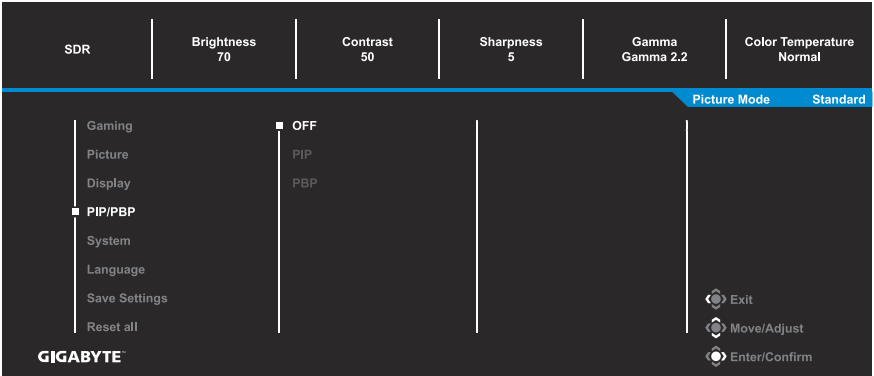 SDR
Brightness
70
Contrast
50
Sharpness
5
Gamma
Gamma 2.2
Color Temperature
Normal
Picture Mode Standard
Gaming
Picture
Display
PIP/PBP
System
Language
Save Settings
Reset all
OFF
PIP
PBP
Exit
Move/Adjust
Enter/Confirm
GIGABYTE™